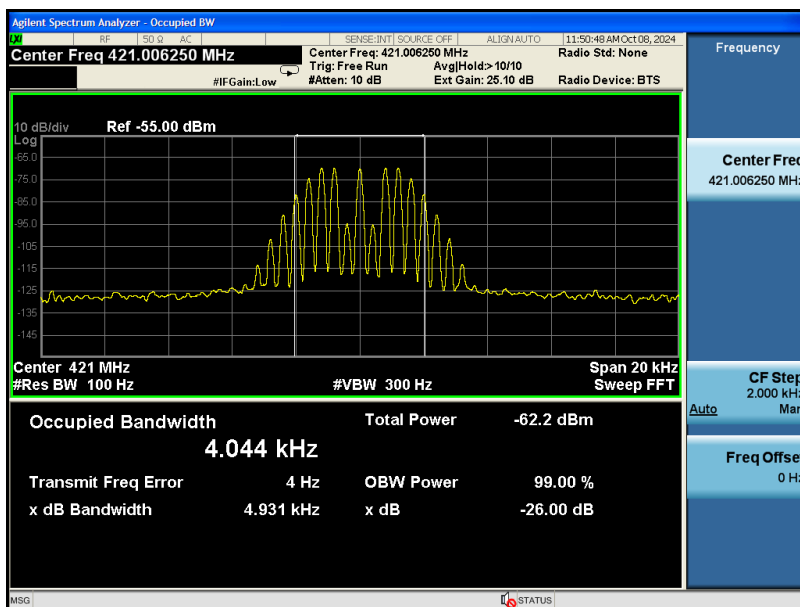 Agilent Spectrum Analyzer - Occupied BW
LXI RF 50 Ω AC SENSE:INT SOURCE OFF ALIGN AUTO 11:50:48 AM Oct 08, 2024
Center Freq 421.006250 MHz
Center Freq: 421.006250 MHz Radio Std: None
Trig: Free Run Avg|Hold:>10/10
#IFGain:Low #Atten: 10 dB Ext Gain: 25.10 dB Radio Device: BTS
10 dB/div Ref -55.00 dBm
Log
-65.0
-75.0
-85.0
-95.0
-105
-115
-125
-135
-145
Center 421 MHz Span 20 kHz
#Res BW 100 Hz #VBW 300 Hz Sweep FFT
Occupied Bandwidth Total Power -62.2 dBm
4.044 kHz
Transmit Freq Error 4 Hz OBW Power 99.00 %
x dB Bandwidth 4.931 kHz x dB -26.00 dB
Frequency
Center Freq
421.006250 MHz
CF Step
2.000 kHz
Auto Man
Freq Offset
0 Hz
MSG STATUS